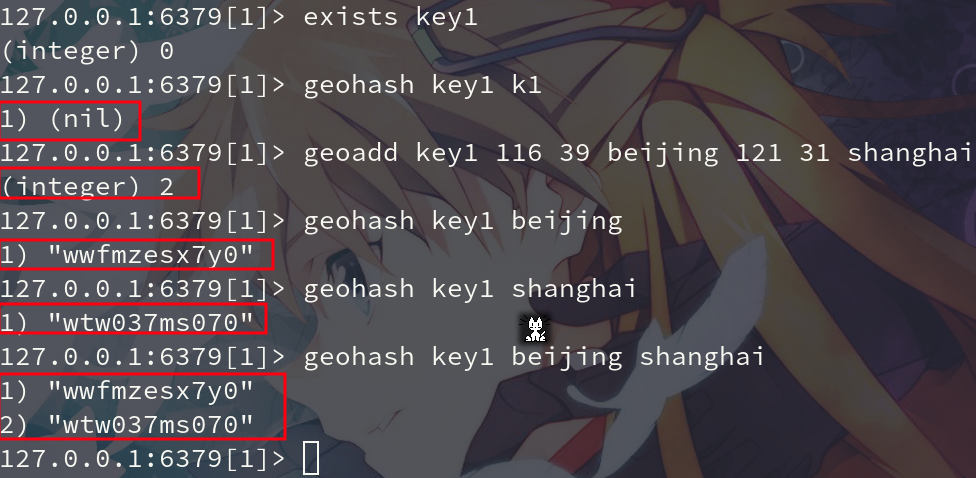 127.0.0.1:6379[1]> exists key1
(integer) 0
127.0.0.1:6379[1]> geohash key1 k1
1) (nil)
127.0.0.1:6379[1]> geoadd key1 116 39 beijing 121 31 shanghai
(integer) 2
127.0.0.1:6379[1]> geohash key1 beijing
1) "wwfmzesx7y0"
127.0.0.1:6379[1]> geohash key1 shanghai
1) "wtw037ms070"
127.0.0.1:6379[1]> geohash key1 beijing shanghai
1) "wwfmzesx7y0"
2) "wtw037ms070"
127.0.0.1:6379[1]>